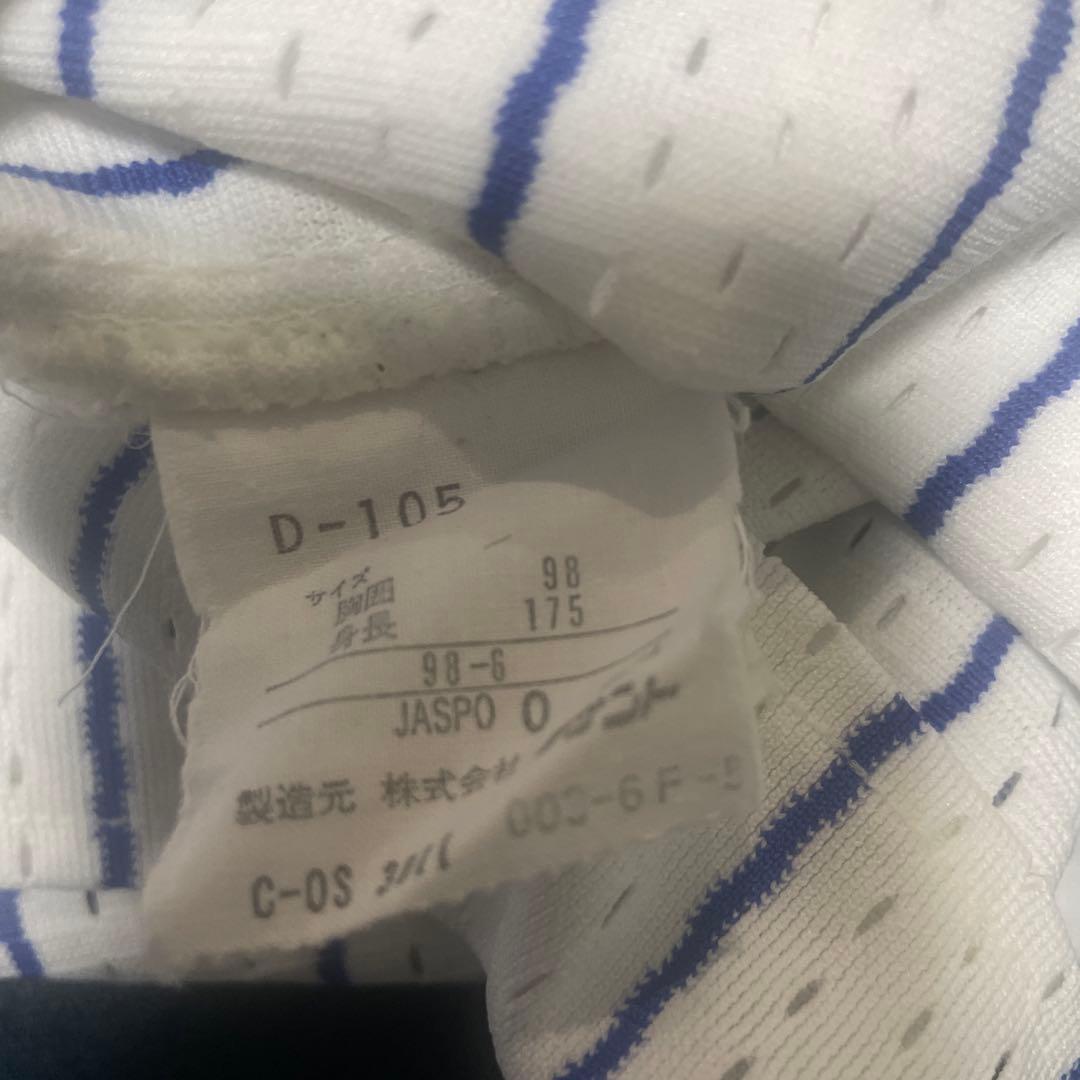 D-105
サイズ
胸囲 98
身長 175
98-6
JASPO O
製造元 株式会社
C-OS